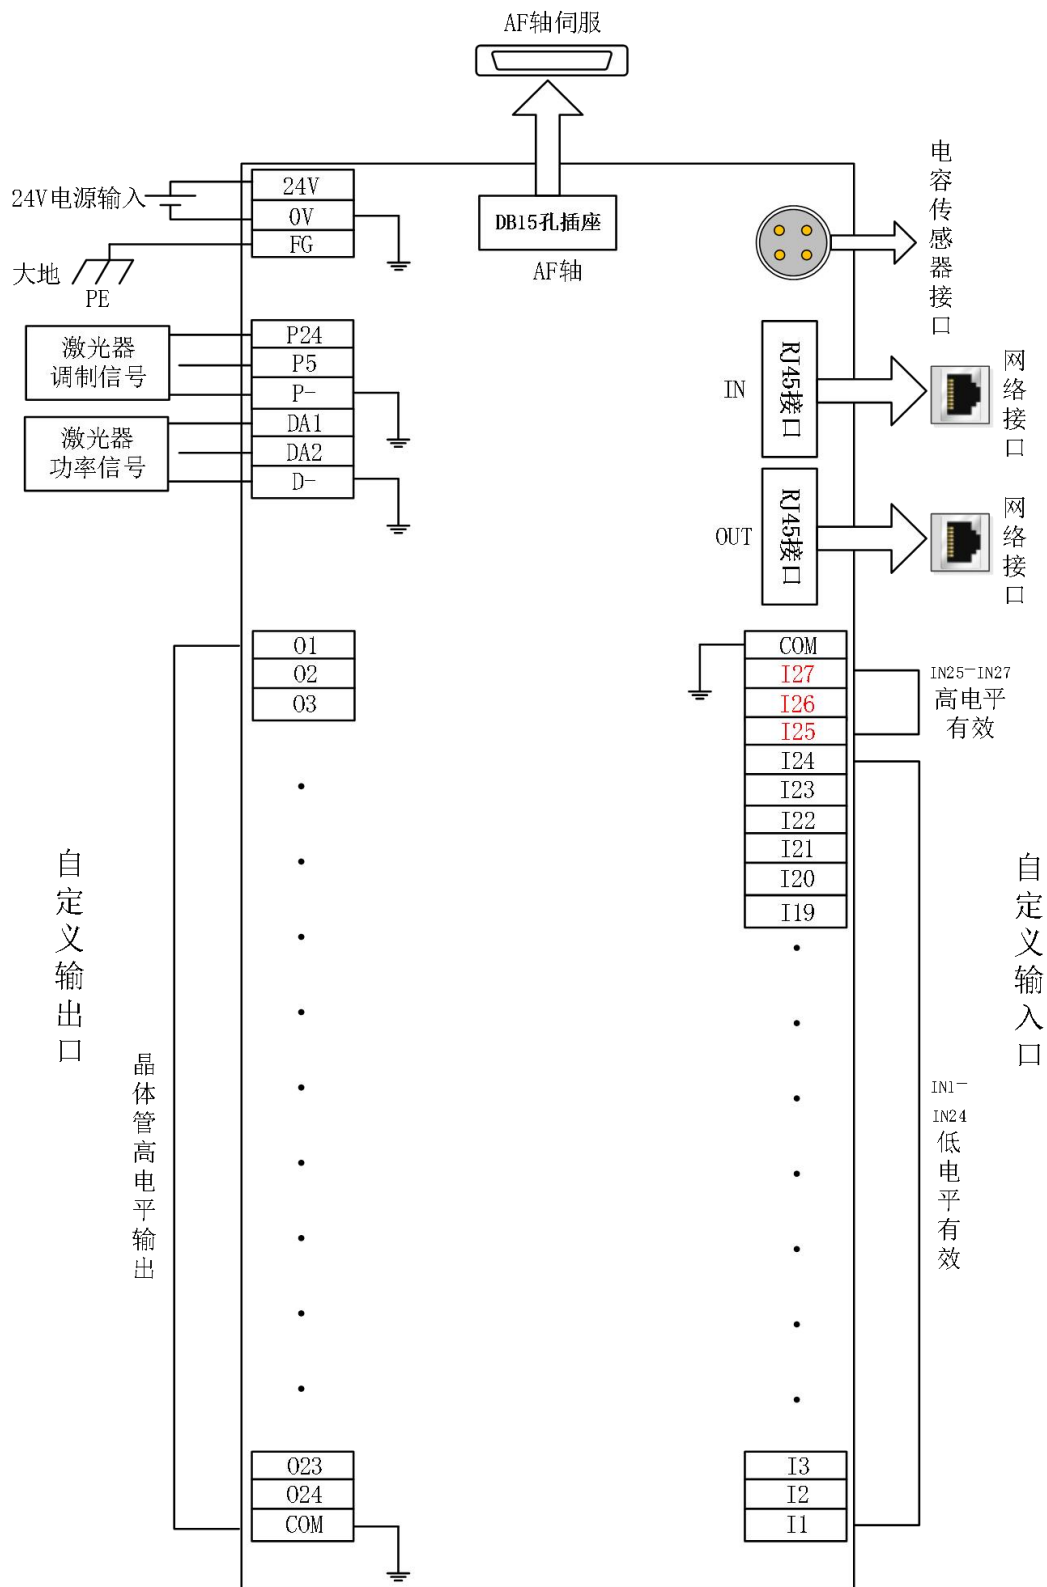 AF轴伺服
24V电源输入
24V
0V
FG
大地
PE
DB15孔插座
AF轴
电容传感器接口
激光器
调制信号
P24
P5
P-
激光器
功率信号
DA1
DA2
D-
IN
RJ45接口
网络接口
OUT
RJ45接口
网络接口
自定义输出口
晶体管高电平输出
O1
O2
O3
O23
O24
COM
COM
I27
I26
I25
I24
I23
I22
I21
I20
I19
I3
I2
I1
IN25-IN27
高电平
有效
IN1-
IN24
低电平有效
自定义输入口